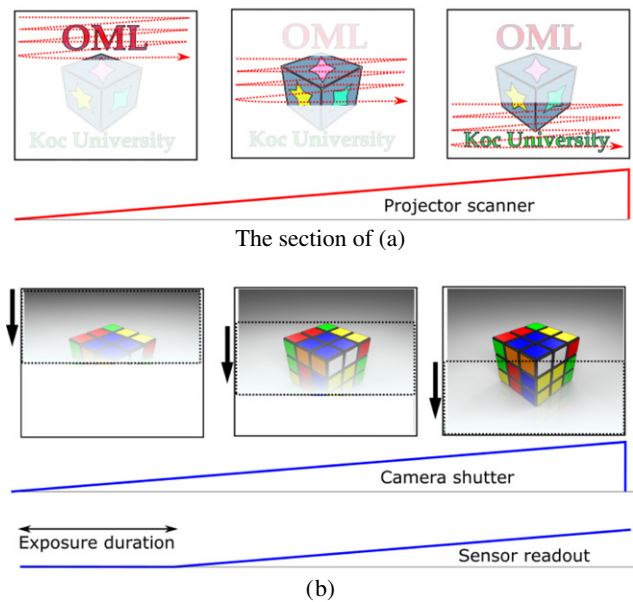 OML OML OML
Koc University Koc University Koc University
Projector scanner
The section of (a)
Camera shutter
Exposure duration
Sensor readout
(b)